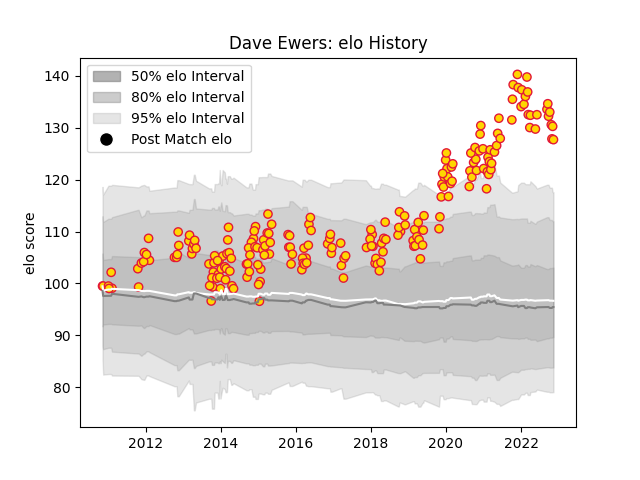 Dave Ewers: elo History
140
130
120
110
100
90
80
elo score
50% elo Interval
80% elo Interval
95% elo Interval
Post Match elo
2012 2014 2016 2018 2020 2022